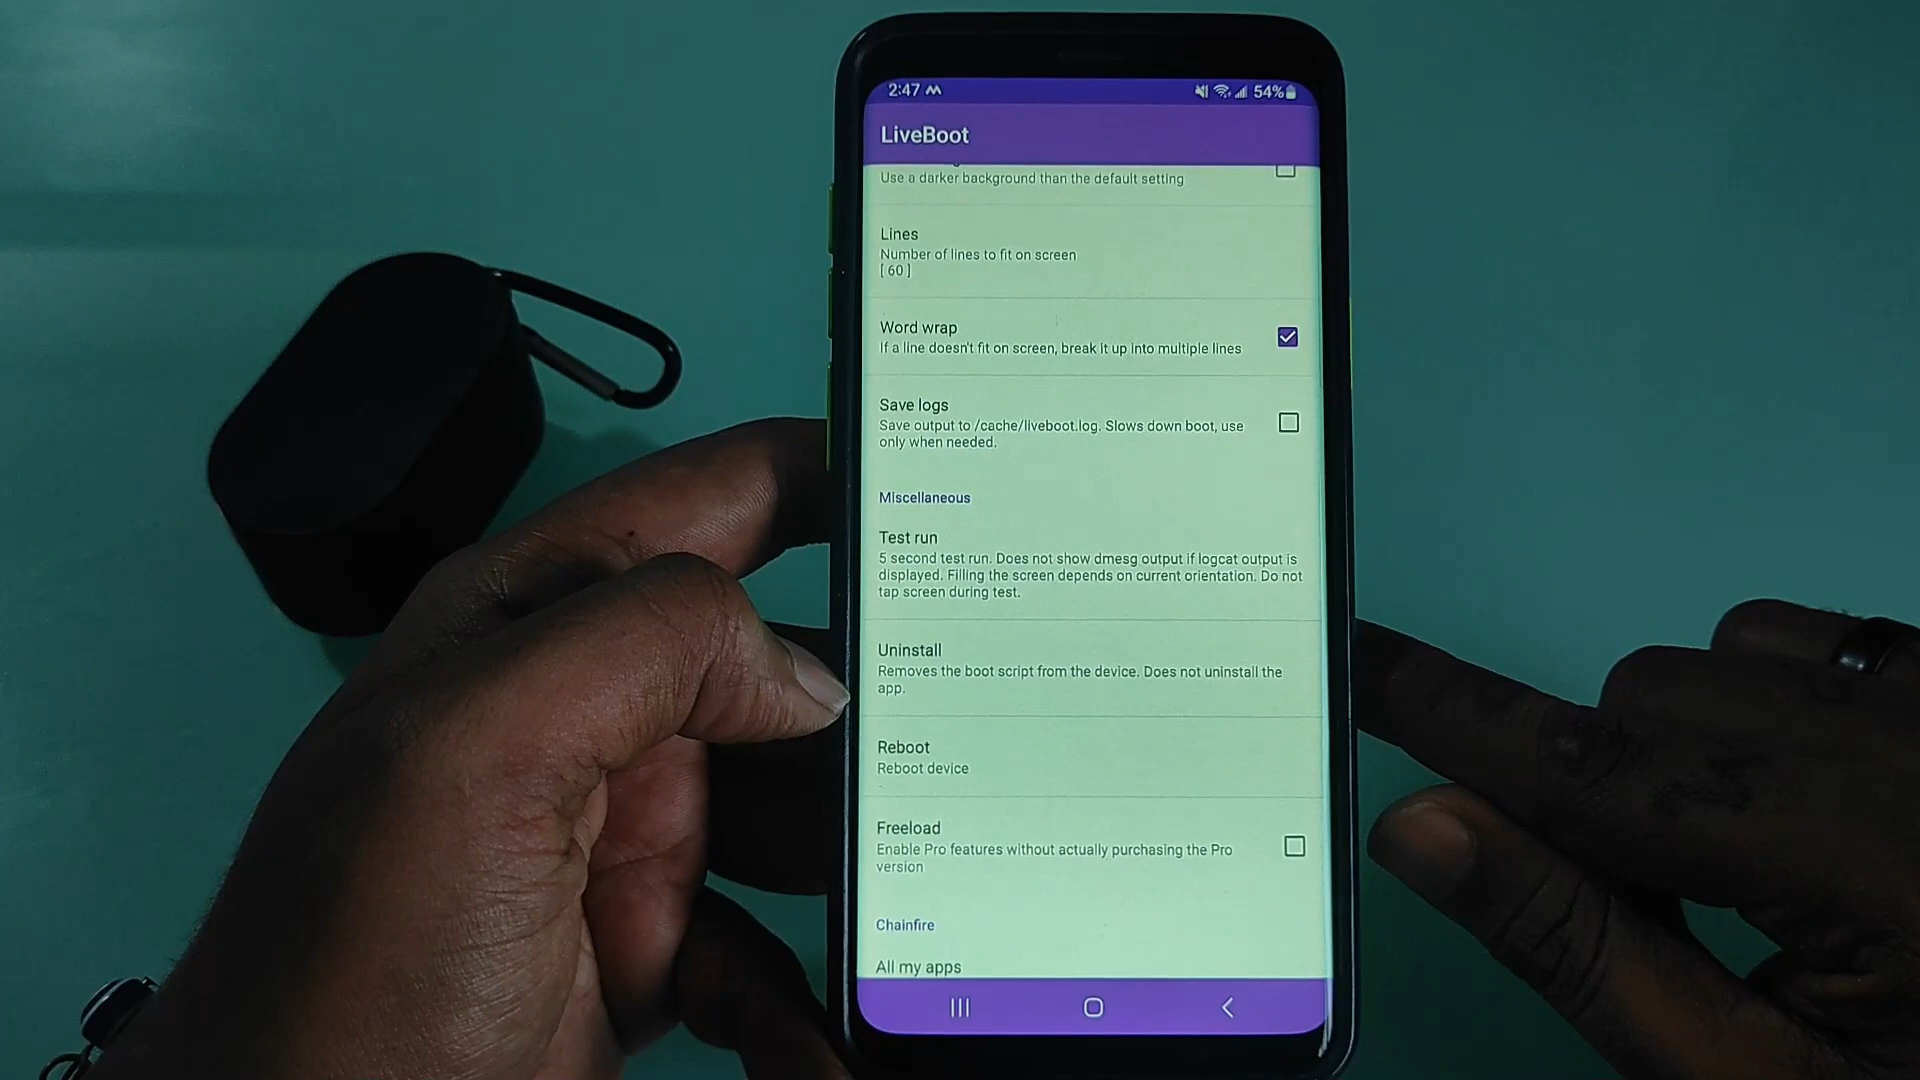 2:47 54%
LiveBoot
Use a darker background than the default setting
Lines
Number of lines to fit on screen
[ 60 ]
Word wrap
If a line doesn't fit on screen, break it up into multiple lines
Save logs
Save output to /cache/liveboot.log. Slows down boot, use
only when needed.
Miscellaneous
Test run
5 second test run. Does not show dmesg output if logcat output is
displayed. Filling the screen depends on current orientation. Do not
tap screen during test.
Uninstall
Removes the boot script from the device. Does not uninstall the
app.
Reboot
Reboot device
Freeload
Enable Pro features without actually purchasing the Pro
version
Chainfire
All my apps